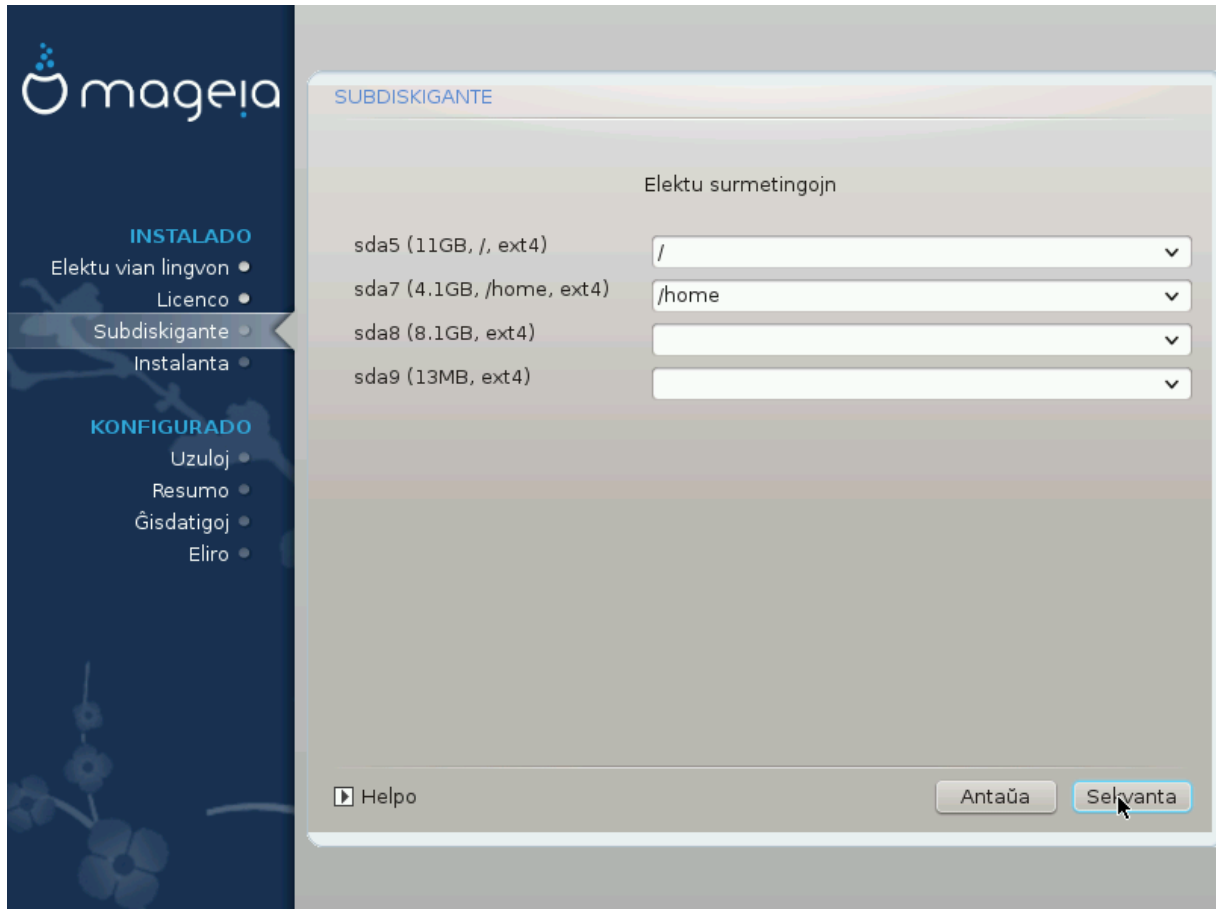 mageia
INSTALADO
Elektu vian lingvon
Licenco
Subdiskigante
Instalanta
KONFIGURADO
Uzuloj
Resumo
Ĝisdatigoj
Eliro
SUBDISKIGANTE
Elektu surmetingojn
sda5 (11GB, /, ext4) /
sda7 (4.1GB, /home, ext4) /home
sda8 (8.1GB, ext4)
sda9 (13MB, ext4)
Helpo
Antaŭa
Sekvanta